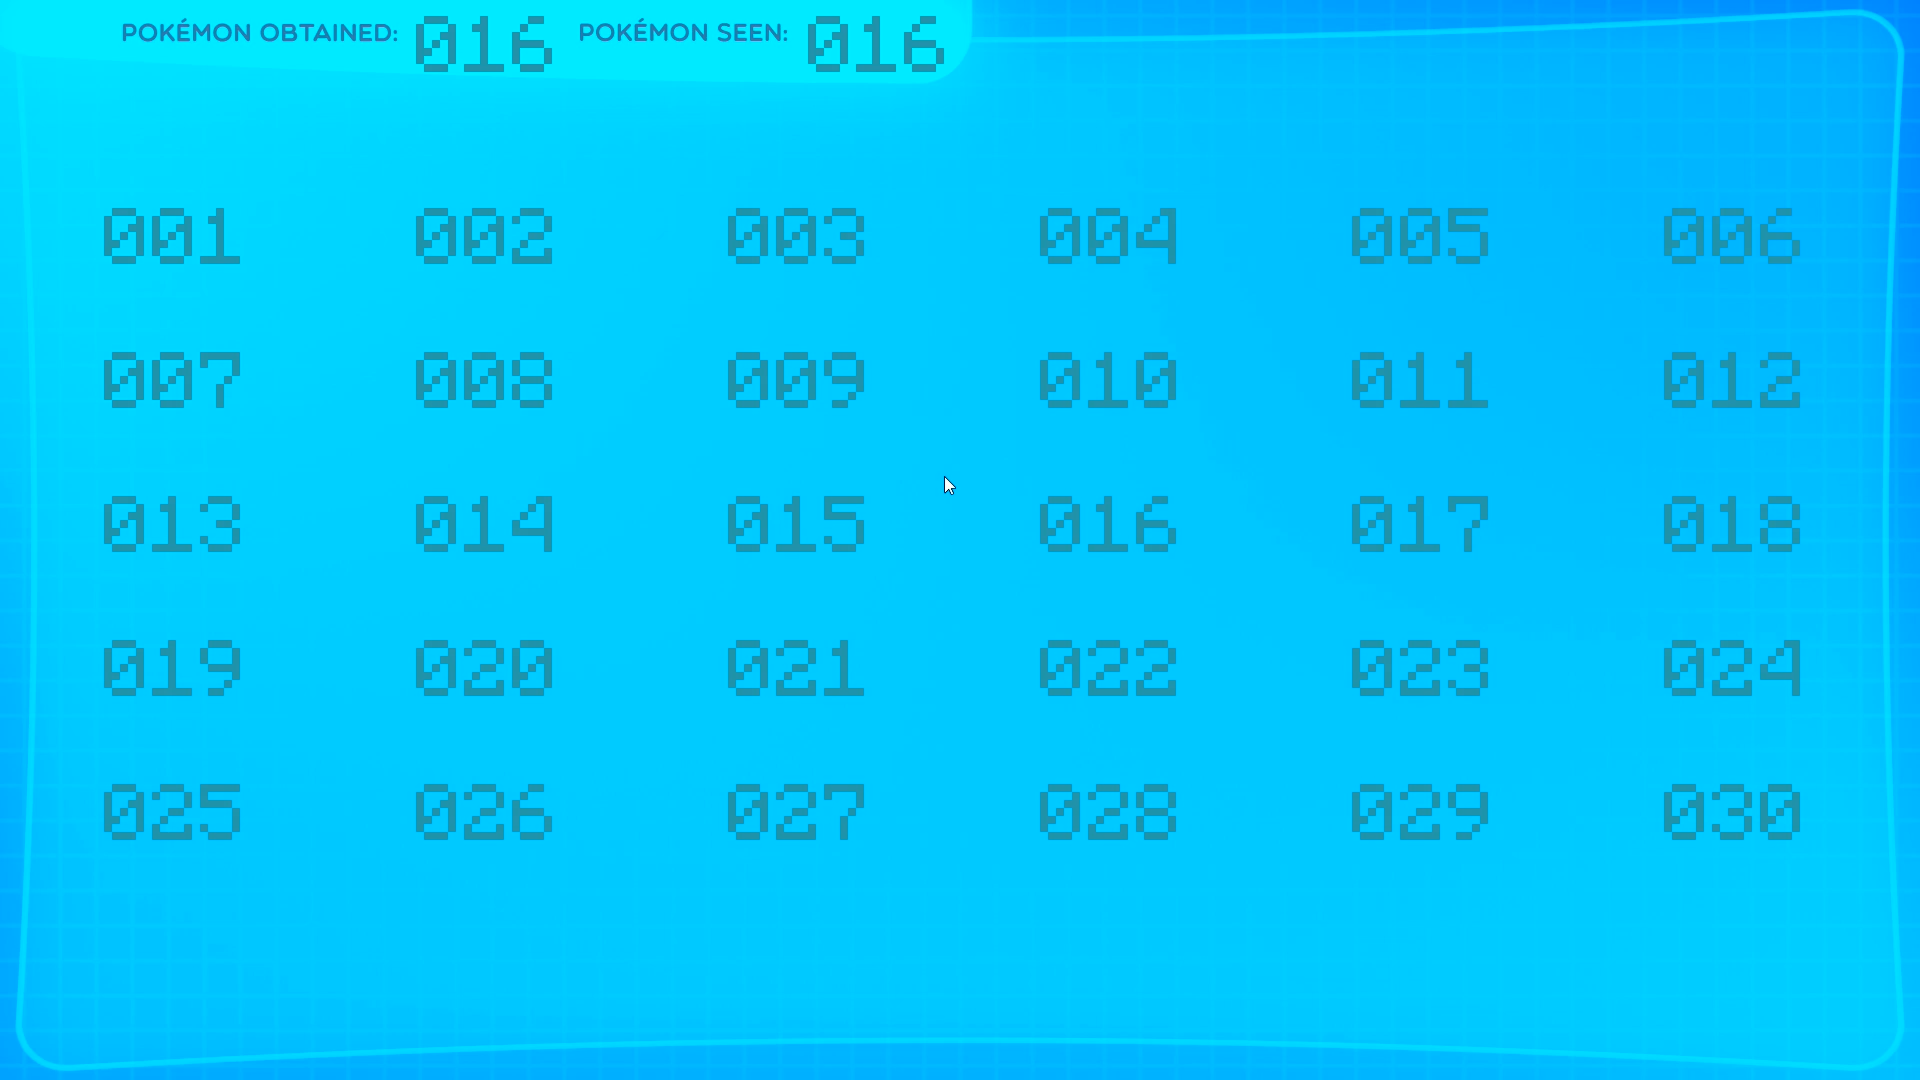 POKÉMON OBTAINED: 016 POKÉMON SEEN: 016
001 002 003 004 005 006
007 008 009 010 011 012
013 014 015 016 017 018
019 020 021 022 023 024
025 026 027 028 029 030